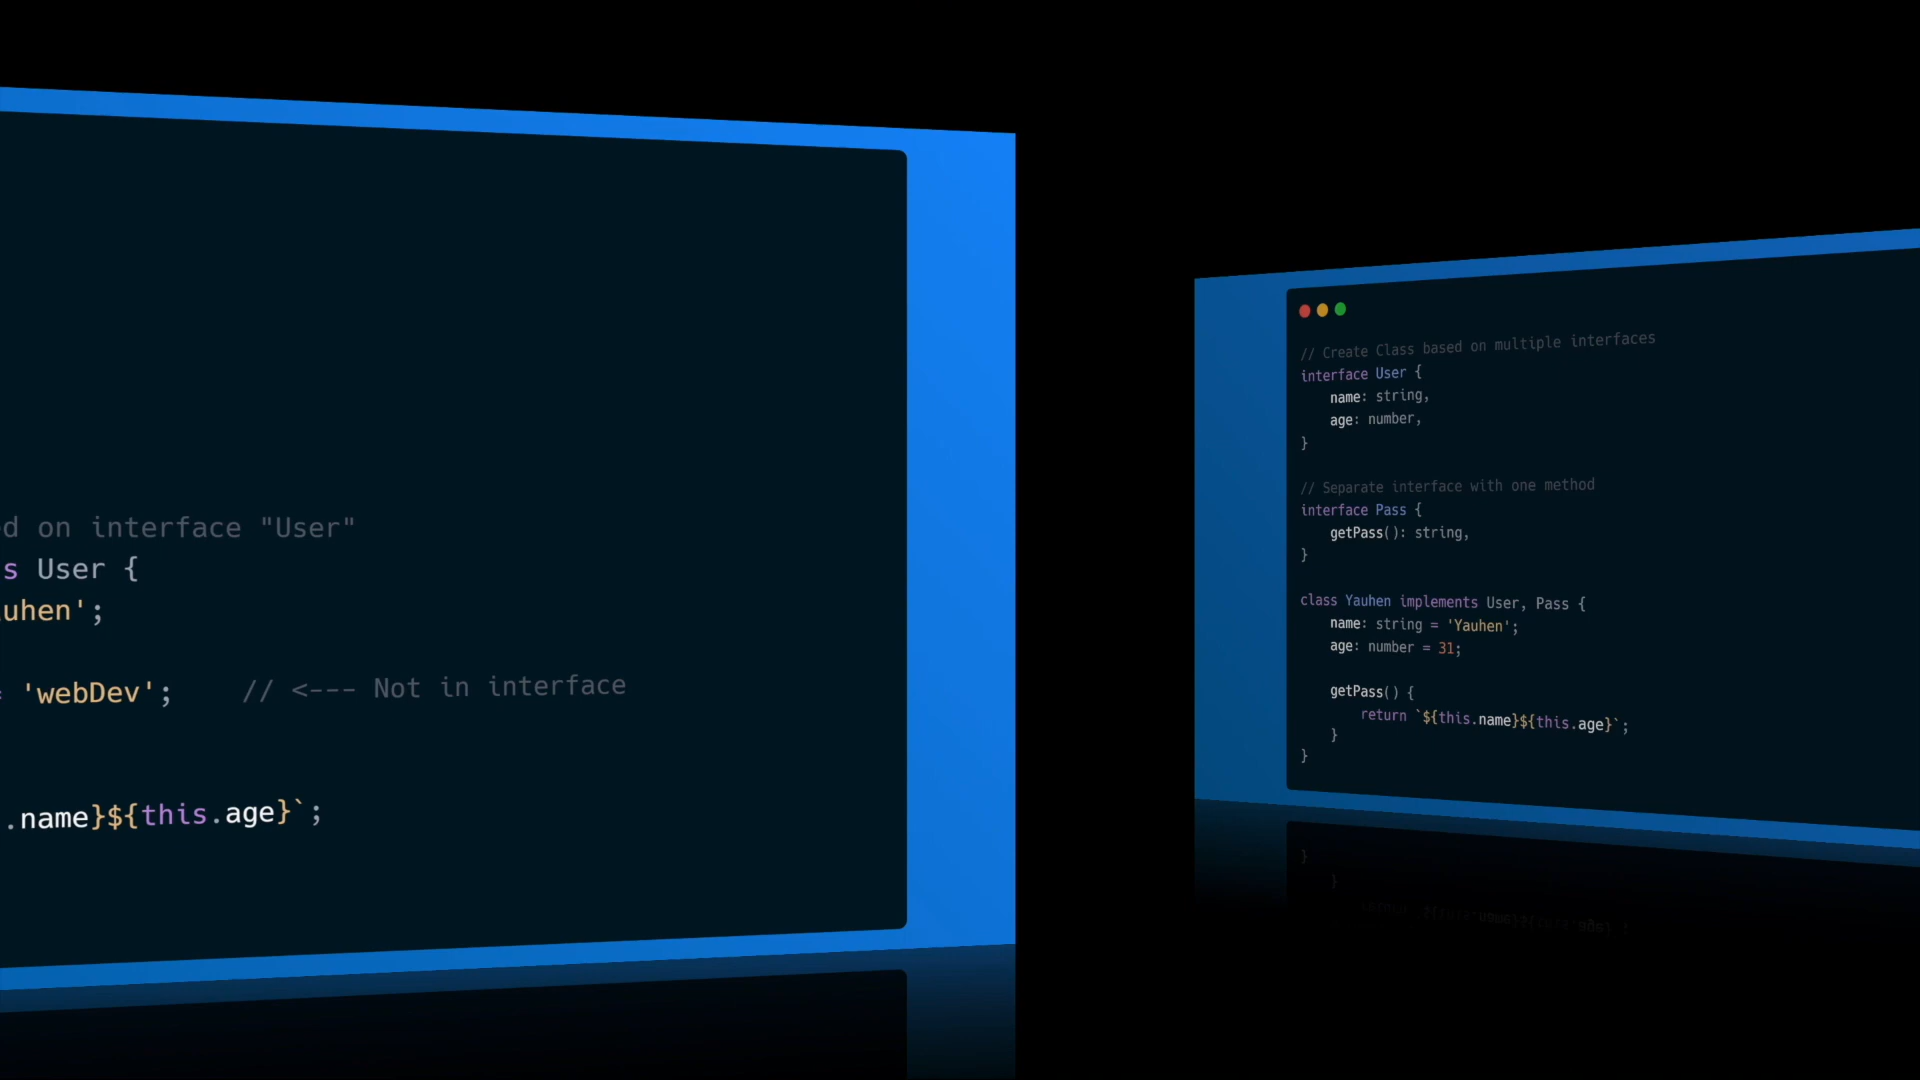 on interface "User"
User {
';
'webDev';    // <--- Not in interface
.name}${this.age}`;
// Create Class based on multiple interfaces
interface User {
    name: string,
    age: number,
}
// Separate interface with one method
interface Pass {
    getPass(): string,
}
class Yauhen implements User, Pass {
    name: string = 'Yauhen';
    age: number = 31;
    getPass() {
        return `${this.name}${this.age}`;
    }
}